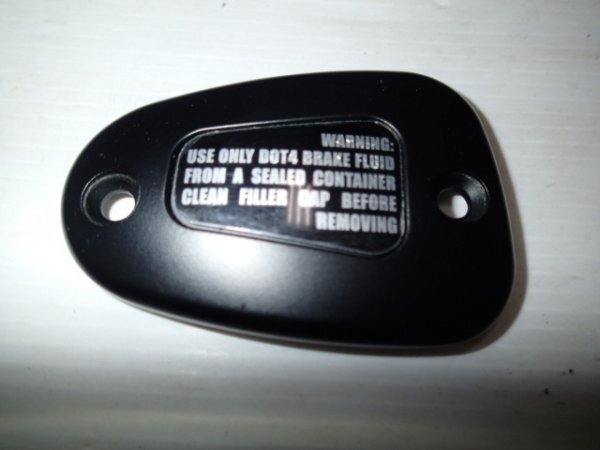 WARNING:
USE ONLY DOT4 BRAKE FLUID
FROM A SEALED CONTAINER
CLEAN FILLER CAP BEFORE
REMOVING